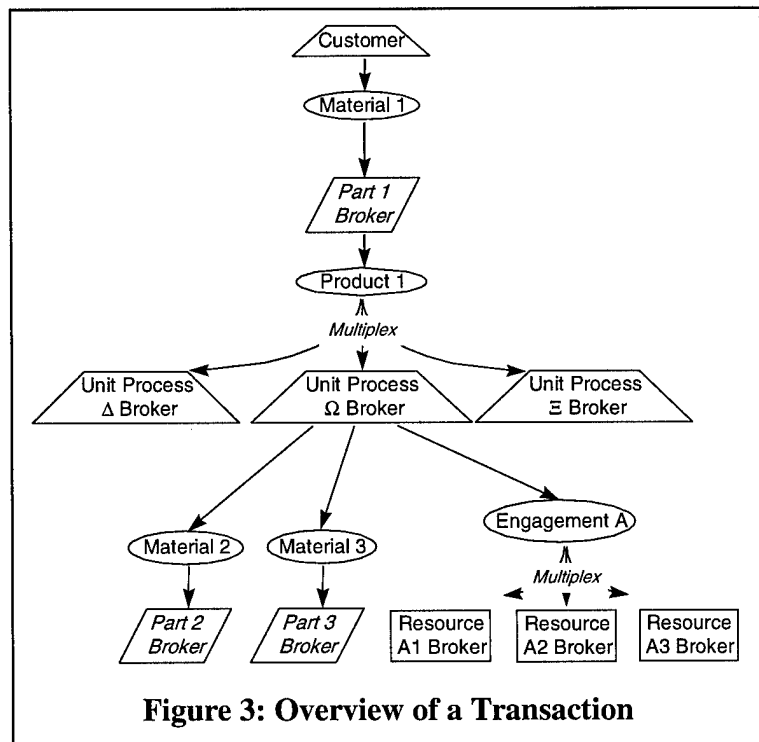 Customer
Material 1
Part 1
Broker
Product 1
Multiplex
Unit Process
Δ Broker
Unit Process
Ω Broker
Unit Process
Ξ Broker
Material 2
Material 3
Engagement A
Multiplex
Part 2
Broker
Part 3
Broker
Resource
A1 Broker
Resource
A2 Broker
Resource
A3 Broker
Figure 3: Overview of a Transaction